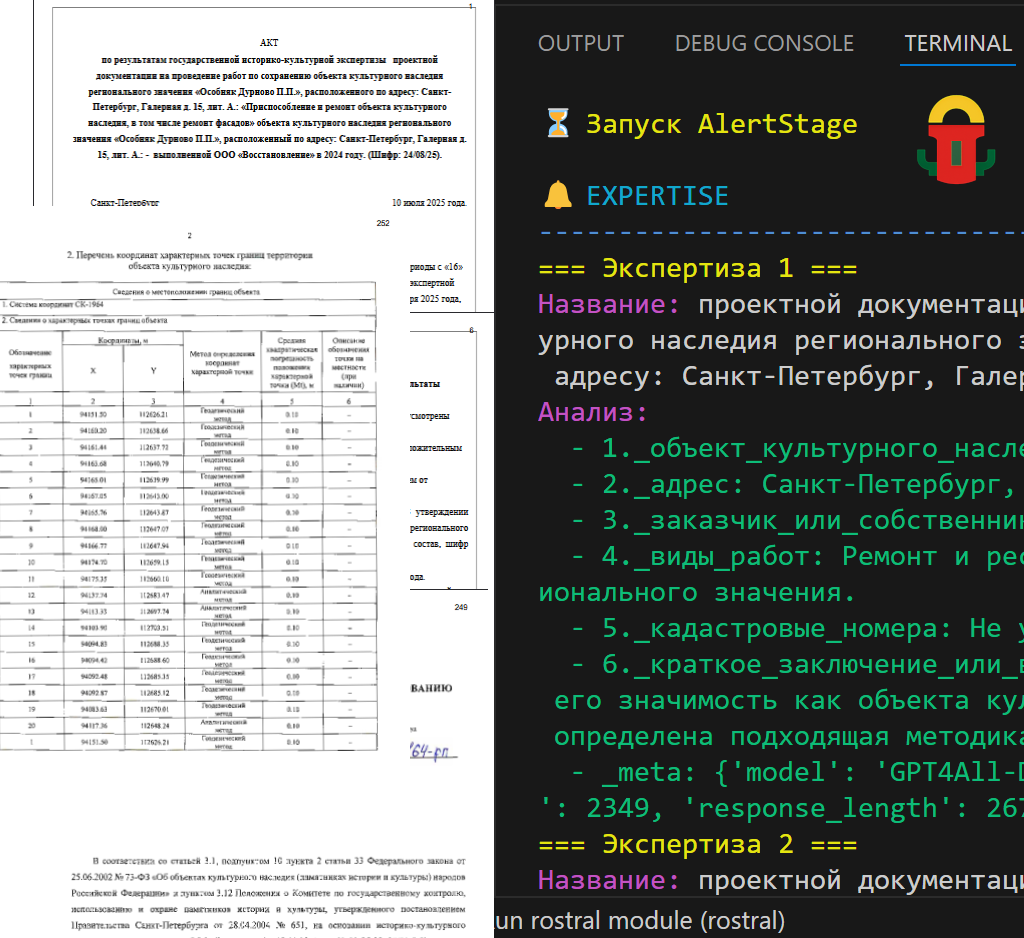 1
АКТ
по результатам государственной историко-культурной экспертизы проектной
документации на проведение работ по сохранению объекта культурного наследия
регионального значения «Особняк Дурново П.П.», расположенного по адресу: Санкт-
Петербург, Галерная д. 15, лит. А.: «Приспособление и ремонт объекта культурного
наследия, в том числе ремонт фасадов» объекта культурного наследия регионального
значения «Особняк Дурново П.П.», расположенный по адресу: Санкт-Петербург, Галерная д.
15, лит. А.: - выполненной ООО «Восстановление» в 2024 году. (Шифр: 24/08/25).
Санкт-Петербург 10 июля 2025 года.
252
2
2. Перечень координат характерных точек границ территории
объекта культурного наследия:
Сведения о местоположении границ объекта
1. Система координат СК-1964
2. Сведения о характерных точках границ объекта
Обозначение характерных точек границ
Координаты, м
X Y
Метод определения координат характерной точки
Средняя квадратическая погрешность положения характерной точки (Мt), м
Описание обозначения точки на местности (при наличии)
1 2 3 4 5 6
1 94151.50 112626.21 Геодезический метод 0.10 –
2 112638.66 Геодезический метод 0.10 –
3 94161.44 112637.72 Геодезический метод 0.10 –
4 94163.68 112640.79 Геодезический метод 0.10 –
5 112639.99 Геодезический метод 0.10 –
6 94167.05 112643.00 Геодезический метод 0.10 –
7 94165.76 112643.87 Геодезический метод 0.10 –
8 94168.00 112647.07 Геодезический метод 0.10 –
9 94166.77 112647.94 Геодезический метод 0.10 –
10 94174.70 112659.15 Геодезический метод 0.10 –
11 94175.35 112660.10 Геодезический метод 0.10 –
12 112683.47 Аналитический метод 0.10 –
13 94113.35 112697.74 Аналитический метод 0.10 –
14 112703.51 Геодезический метод 0.10 –
15 94094.83 112688.35 Геодезический метод 0.10 –
16 94094.42 112688.60 Геодезический метод 0.10 –
17 94092.48 112685.35 Геодезический метод 0.10 –
18 94092.87 112685.12 Геодезический метод 0.10 –
19 94083.63 112670.01 Геодезический метод 0.10 –
20 94117.36 112648.24 Аналитический метод 0.10 –
1 94151.50 112626.21 Геодезический метод 0.10 –
риоды с «16»
экспертной
ря 2025 года,
6
льтаты
смотрены
ложительным
от
утверждении
регионального
состав, шифр
ода.
249
ВАНИЮ
64-рп
В соответствии со статьей 3.1, подпунктом 10 пункта 2 статьи 33 Федерального закона от
25.06.2002 № 73-ФЗ «Об объектах культурного наследия (памятниках истории и культуры) народов
Российской Федерации» и пунктом 3.12 Положения о Комитете по государственному контролю,
использованию и охране памятников истории и культуры, утвержденного постановлением
Правительства Санкт-Петербурга от 28.04.2004 № 651, на основании историко-культурного
OUTPUT DEBUG CONSOLE TERMINAL
Запуск AlertStage
EXPERTISE
----------------------------
=== Экспертиза 1 ===
Название: проектной документаци
урного наследия регионального з
адресу: Санкт-Петербург, Галер
Анализ:
- 1._объект_культурного_насле
- 2._адрес: Санкт-Петербург,
- 3._заказчик_или_собственник
- 4._виды_работ: Ремонт и рес
ионального значения.
- 5._кадастровые_номера: Не у
- 6._краткое_заключение_или_в
его значимость как объекта кул
определена подходящая методика
- _meta: {'model': 'GPT4All-D
': 2349, 'response_length': 267
=== Экспертиза 2 ===
Название: проектной документаци
un rostral module (rostral)